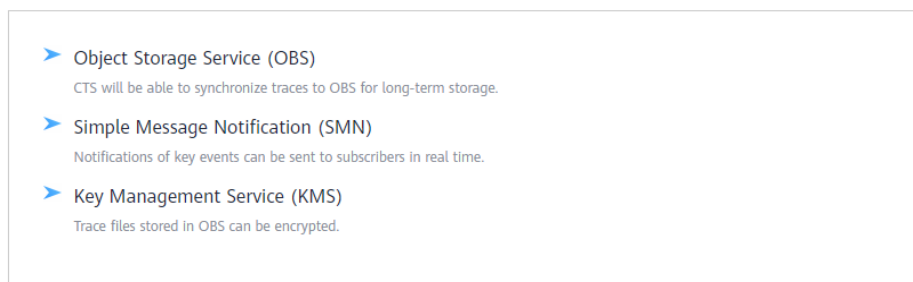 Object Storage Service (OBS)
CTS will be able to synchronize traces to OBS for long-term storage.
Simple Message Notification (SMN)
Notifications of key events can be sent to subscribers in real time.
Key Management Service (KMS)
Trace files stored in OBS can be encrypted.